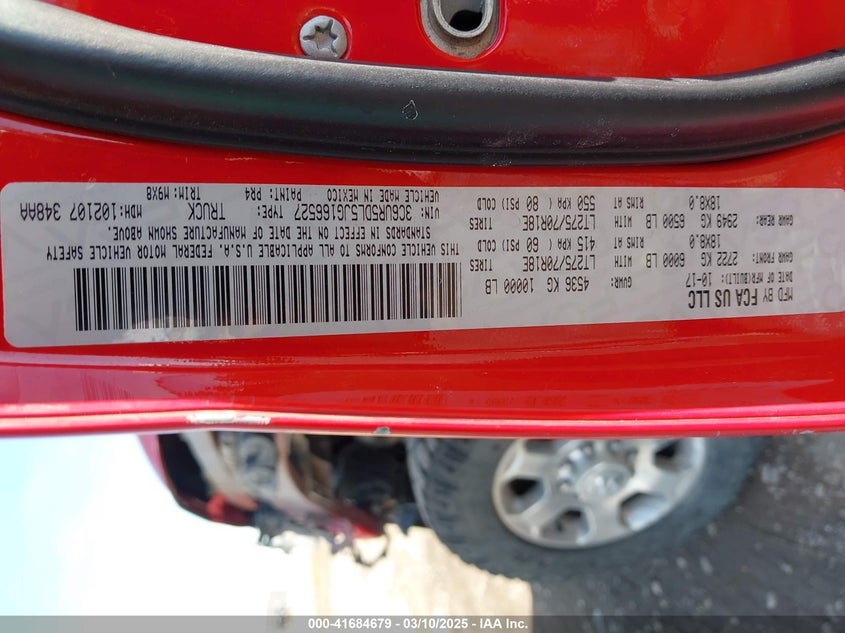 MFD BY FCA US LLC
DATE OF MFR(BUILT): 10-17 GVWR: 4536 KG 10000 LB
GAWR FRONT: 2722 KG 6000 LB WITH LT275/70R18E TIRES
RIMS AT 18X8.0 415 KPA ( 60 PSI) COLD
GAWR REAR: 2949 KG 6500 LB WITH LT275/70R18E TIRES
RIMS AT 18X8.0 550 KPA ( 80 PSI) COLD
THIS VEHICLE CONFORMS TO ALL APPLICABLE U.S.A. FEDERAL MOTOR VEHICLE SAFETY
STANDARDS IN EFFECT ON THE DATE OF MANUFACTURE SHOWN ABOVE.
VIN: 3C6UR5DL5JG166527 TYPE: TRUCK MDH:102107 348AA
VEHICLE MADE IN MEXICO PAINT: PR4 TRIM: M9X8
000-41684679 - 03/10/2025 - IAA Inc.